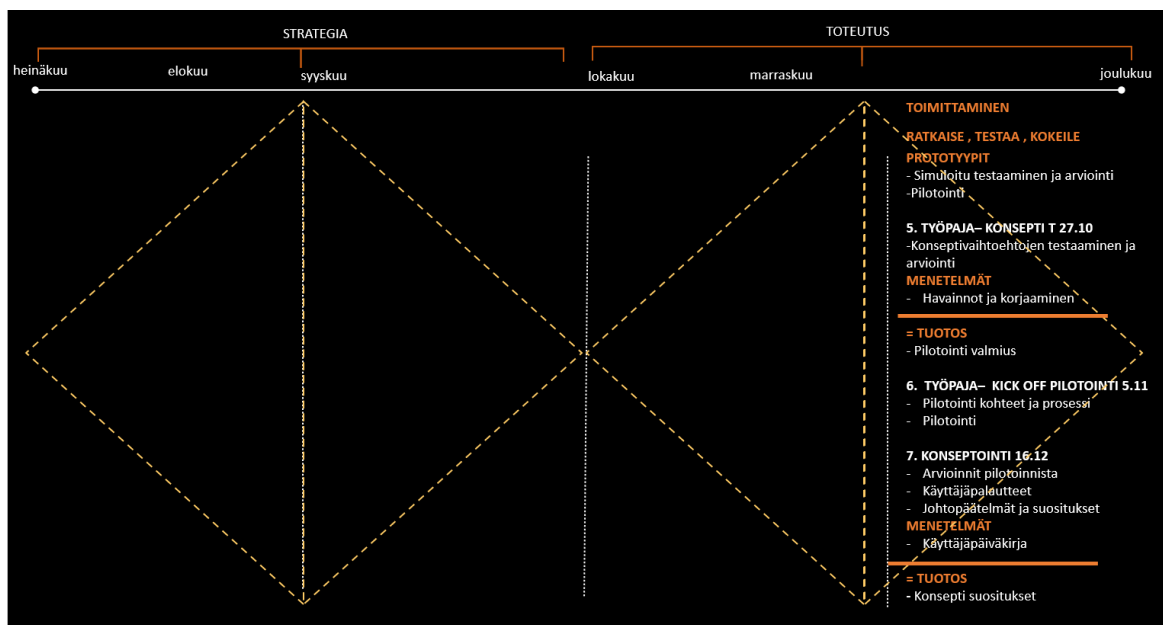 STRATEGIA
TOTEUTUS
heinäkuu
elokuu
syyskuu
lokakuu
marraskuu
joulukuu
TOIMITTAMINEN
RATKAISE , TESTAA , KOKEILE
PROTOTYYPIT
- Simuloitu testaaminen ja arviointi
-Pilotointi
5. TYÖPAJA– KONSEPTI T 27.10
-Konseptivaihtoehtojen testaaminen ja
arviointi
MENETELMÄT
- Havainnot ja korjaaminen
= TUOTOS
- Pilotointi valmius
6. TYÖPAJA– KICK OFF PILOTOINTI 5.11
- Pilotointi kohteet ja prosessi
- Pilotointi
7. KONSEPTOINTI 16.12
- Arvioinnit pilotoinnista
- Käyttäjäpalautteet
- Johtopäätelmät ja suositukset
MENETELMÄT
- Käyttäjäpäiväkirja
= TUOTOS
- Konsepti suositukset